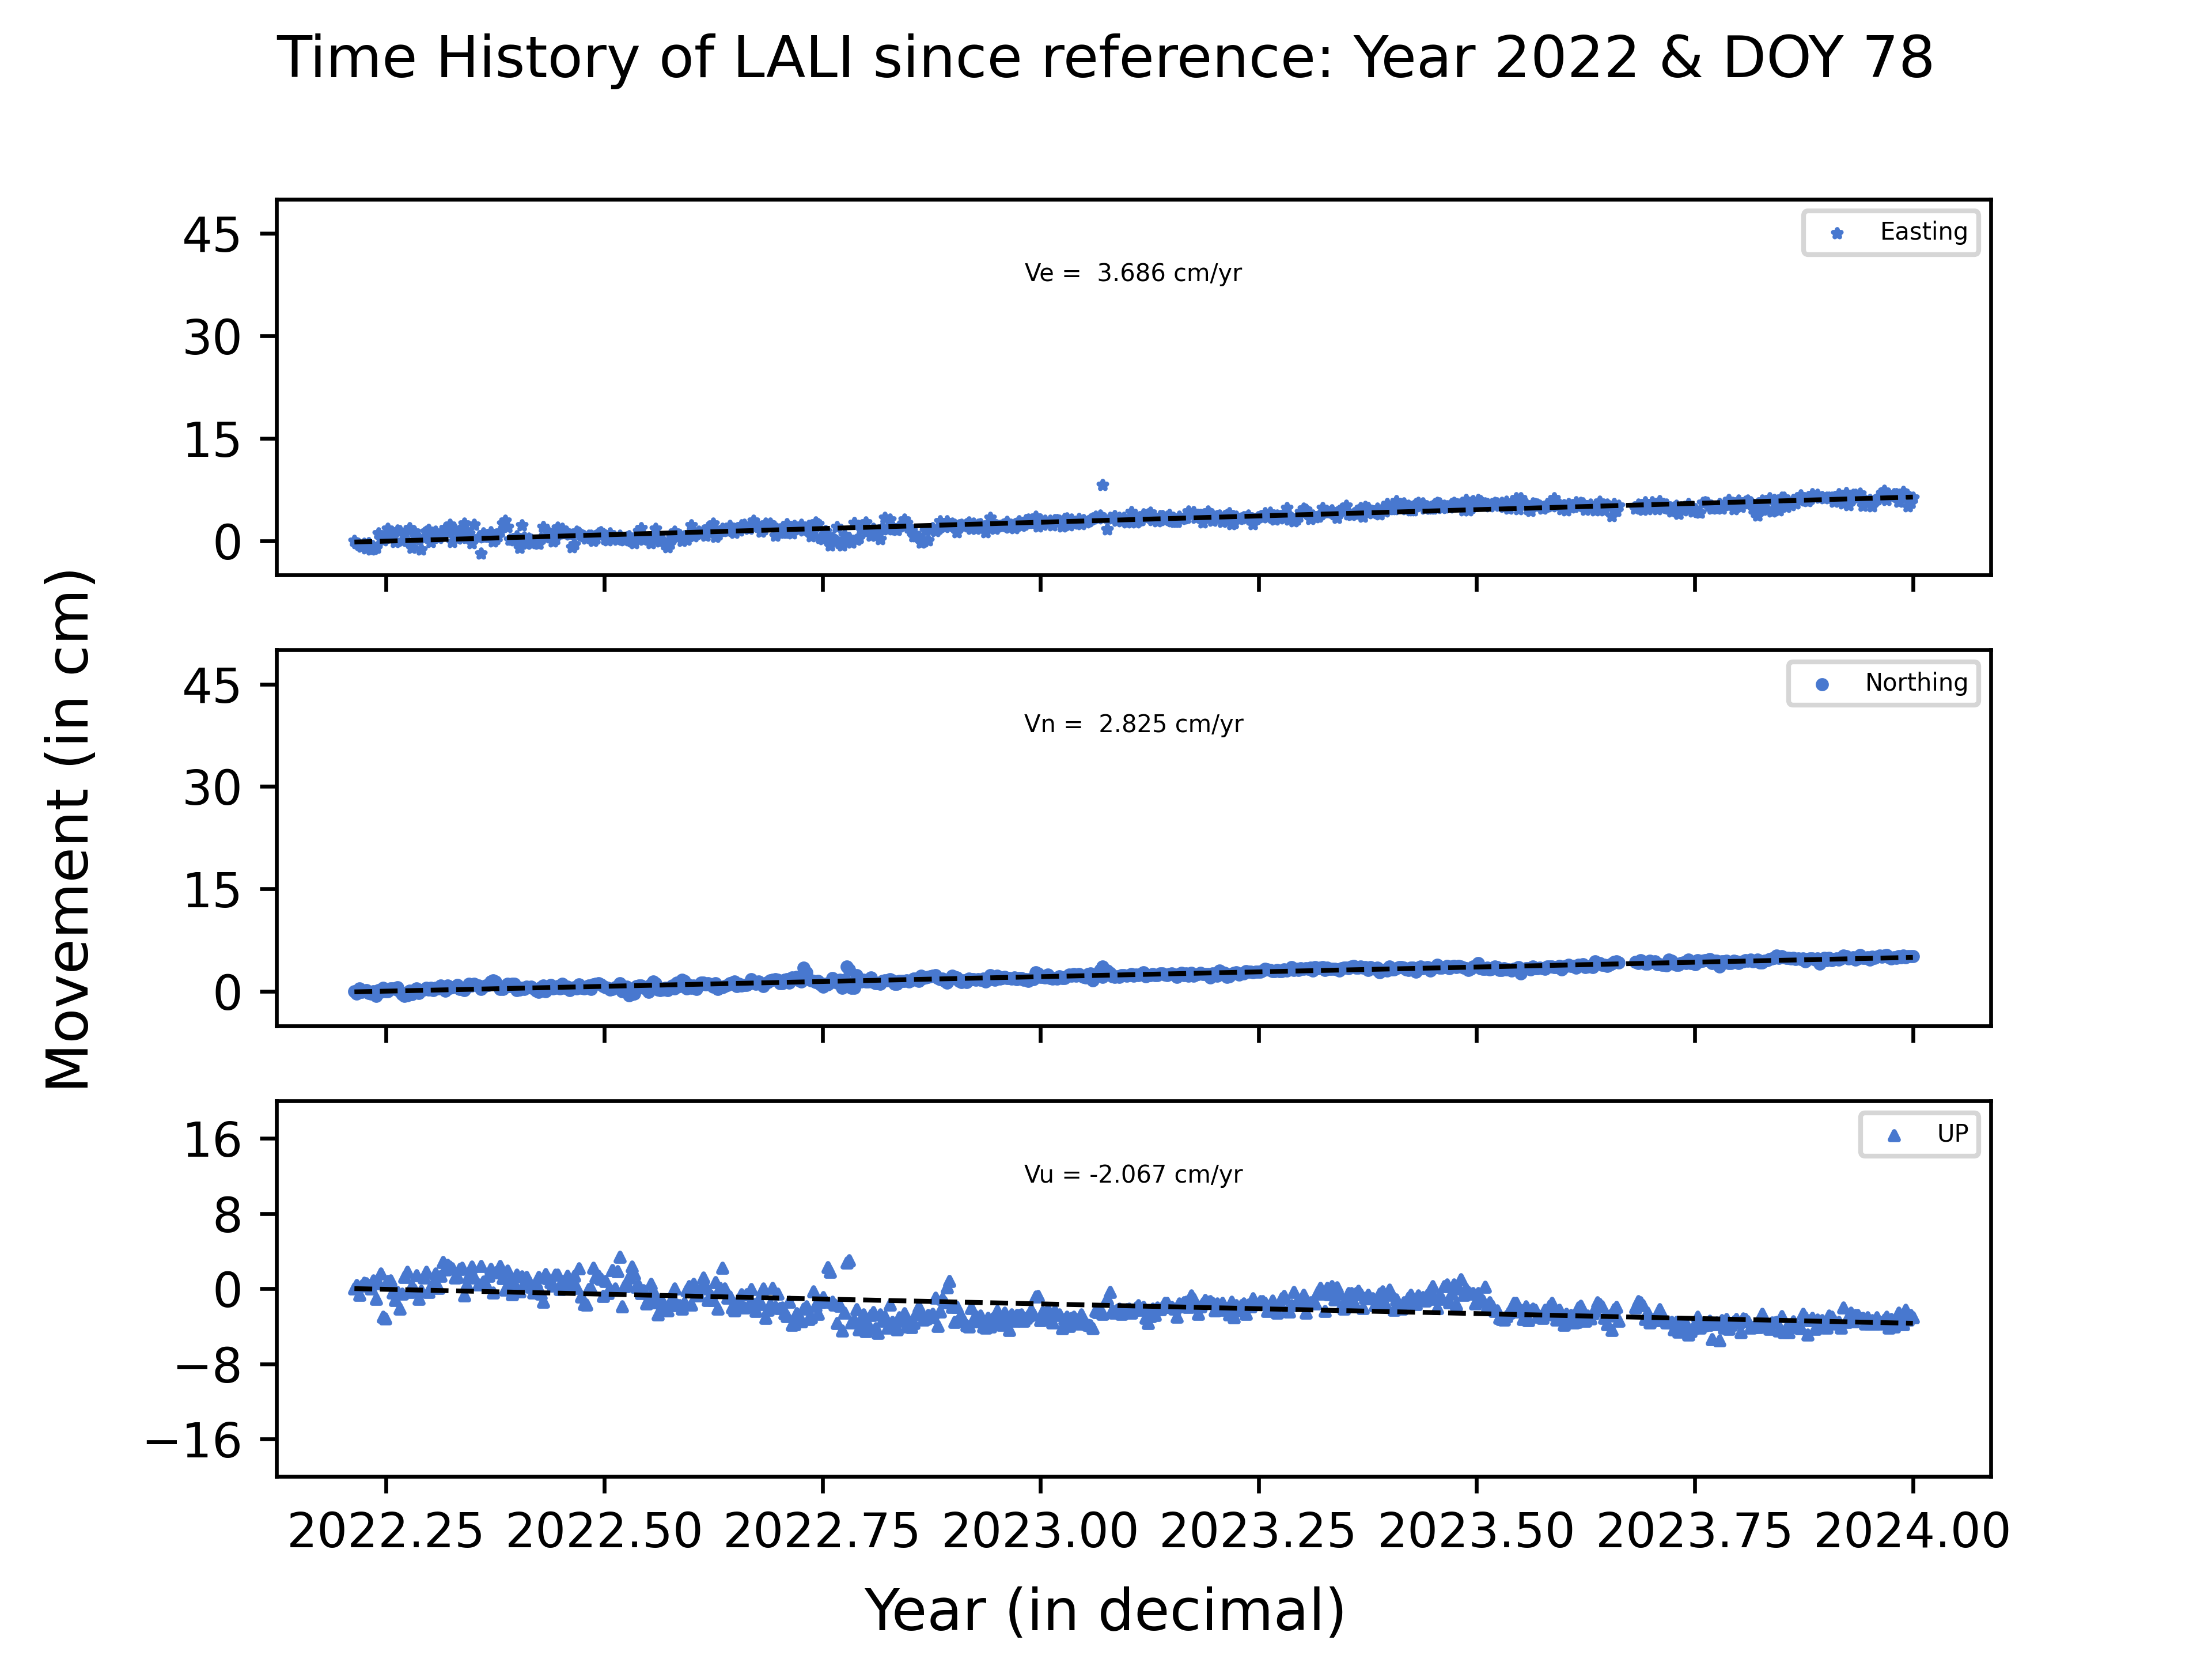 Time History of LALI since reference: Year 2022 & DOY 78
45
30
15
0
Easting
Ve =  3.686 cm/yr
45
30
15
0
Northing
Vn =  2.825 cm/yr
Movement (in cm)
16
8
0
−8
−16
UP
Vu = -2.067 cm/yr
2022.25 2022.50 2022.75 2023.00 2023.25 2023.50 2023.75 2024.00
Year (in decimal)